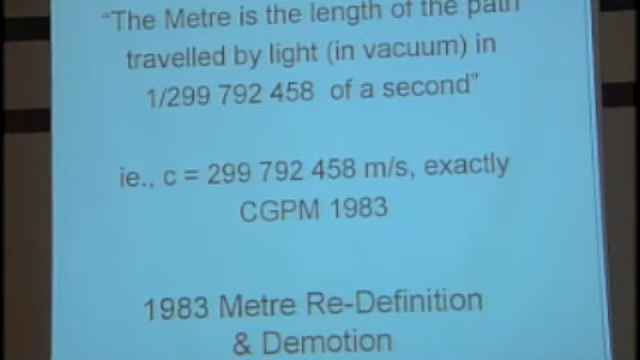 “The Metre is the length of the path
travelled by light (in vacuum) in
1/299 792 458 of a second”
ie., c = 299 792 458 m/s, exactly
CGPM 1983
1983 Metre Re-Definition
& Demotion